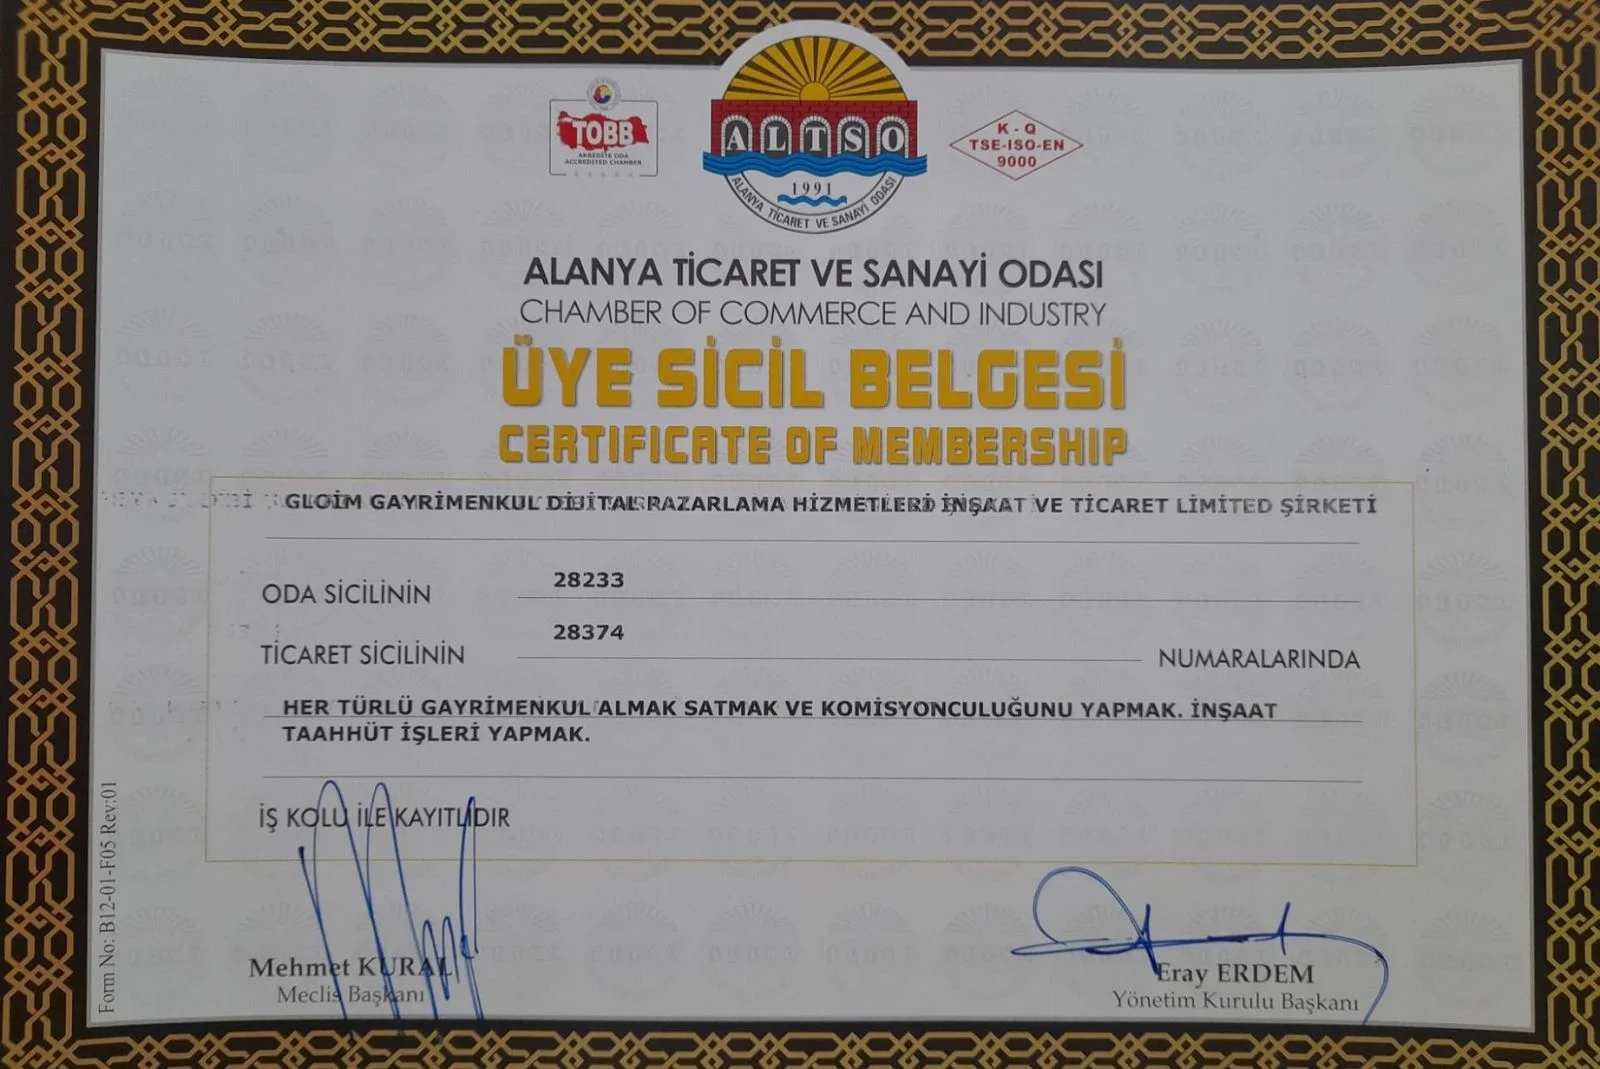 TOBB
AKREDİTE ODA
ACCREDITED CHAMBER
ALTSO
1991
ALANYA TİCARET VE SANAYİ ODASI
K - Q
TSE-ISO-EN
9000
ALANYA TİCARET VE SANAYİ ODASI
CHAMBER OF COMMERCE AND INDUSTRY
ÜYE SİCİL BELGESİ
CERTIFICATE OF MEMBERSHIP
GAYRİMENKUL DİJİTAL PAZARLAMA HİZMETLERİ İNŞAAT VE TİCARET LİMİTED ŞİRKETİ
ODA SİCİLİNİN 28233
TİCARET SİCİLİNİN 28374 NUMARALARINDA
HER TÜRLÜ GAYRİMENKUL ALMAK SATMAK VE KOMİSYONCULUĞUNU YAPMAK. İNŞAAT
TAAHHÜT İŞLERİ YAPMAK.
İŞ KOLU İLE KAYITLIDIR
Mehmet KURAL
Meclis Başkanı
Eray ERDEM
Yönetim Kurulu Başkanı
Form No: B12-01-F05 Rev:01